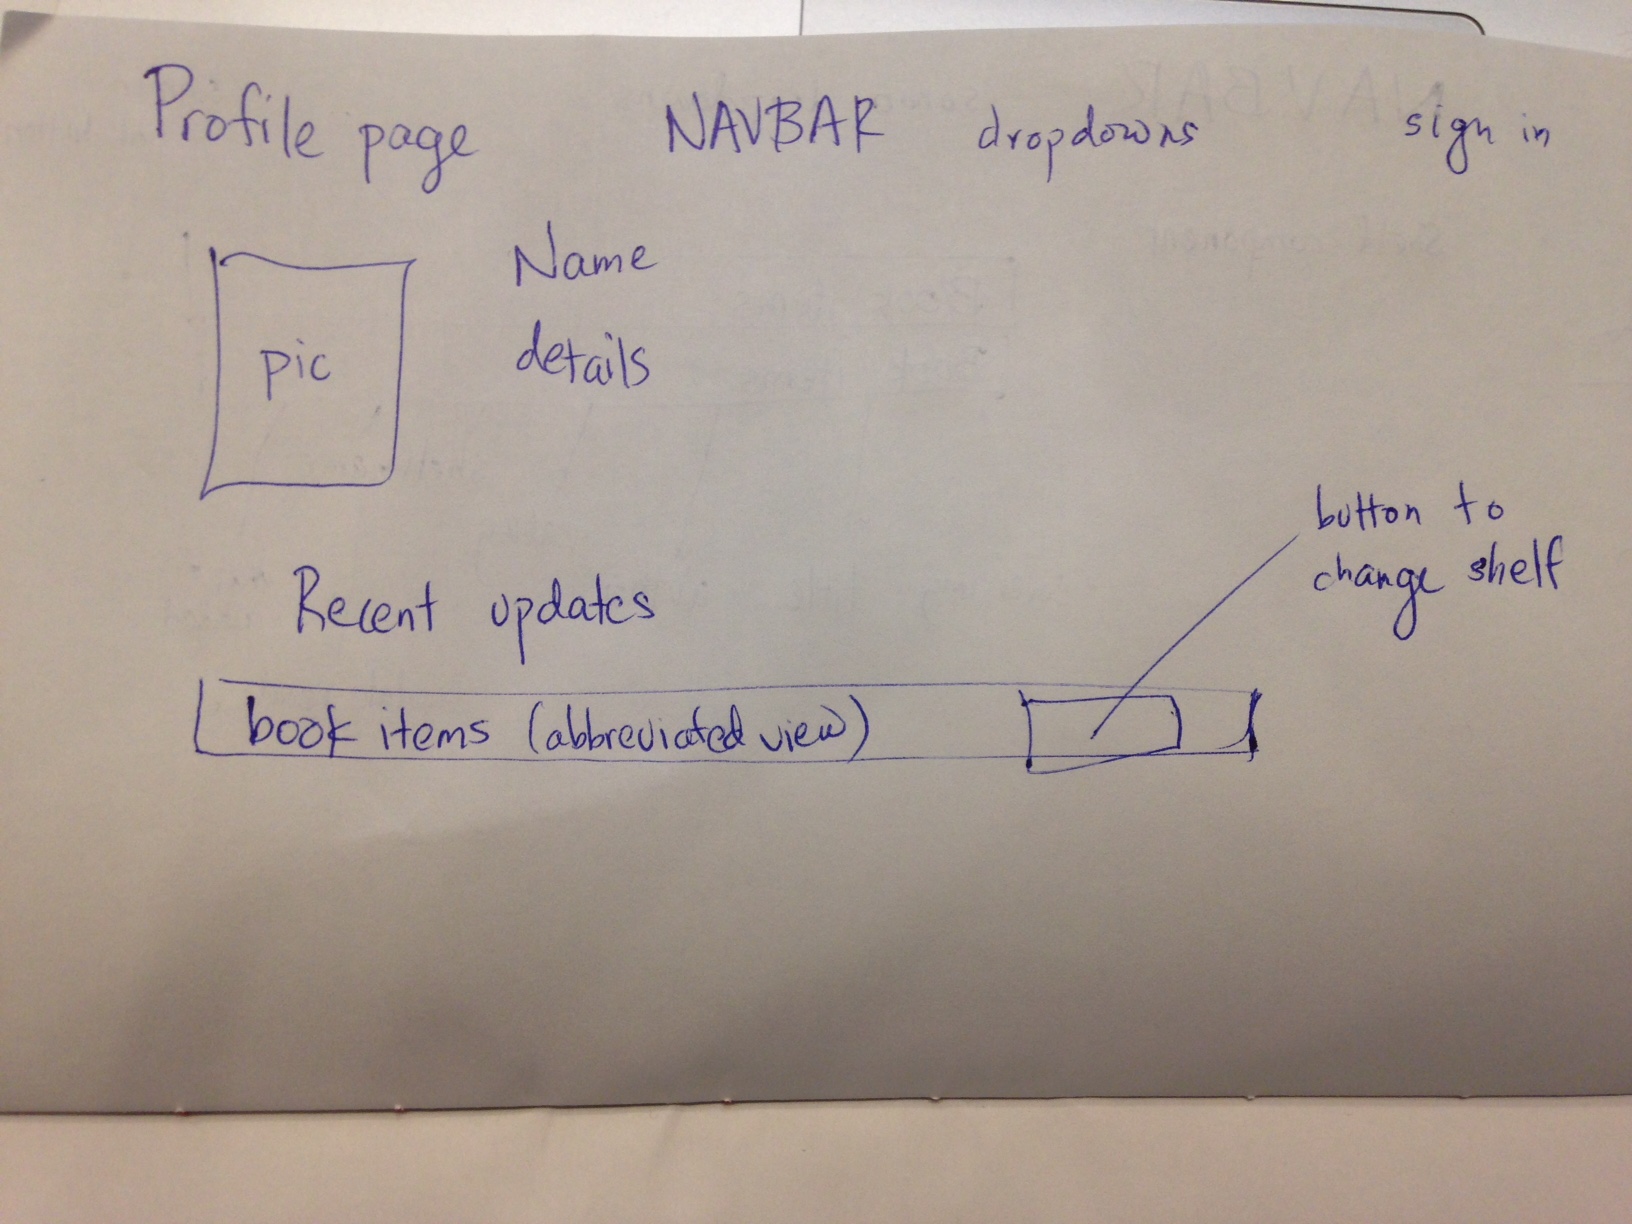 Profile page NAVBAR dropdowns sign in
pic
Name
details
button to
change shelf
Recent updates
book items (abbreviated view)